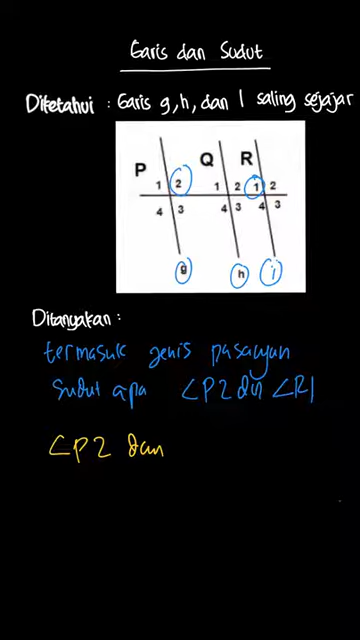 Garis dan Sudut
Diketahui : Garis g, h, dan l saling sejajar
P Q R
1 2 1 2 1 2
4 3 4 3 4 3
g h i
Ditanyakan :
termasuk jenis pasangan
sudut apa <P2 dan <R1
<P2 dan